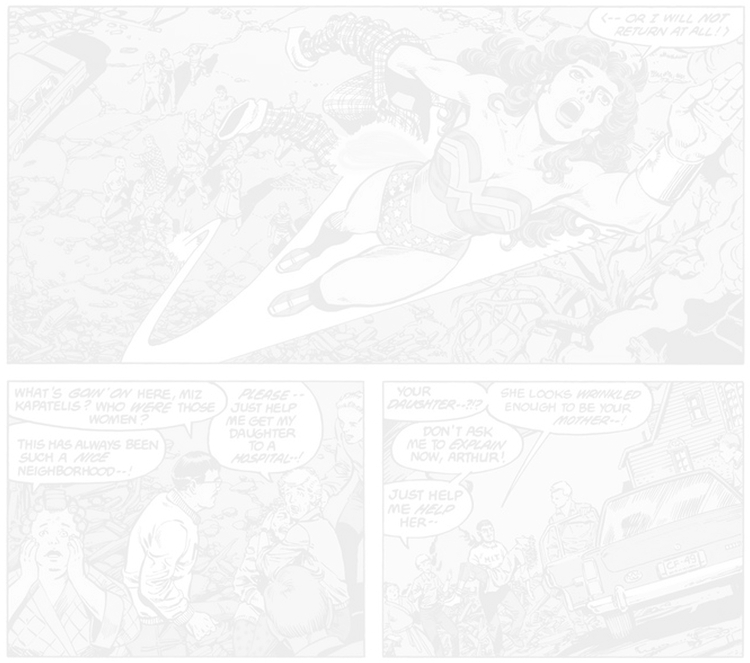 (-- OR I WILL NOT
RETURN AT ALL!)
WHAT'S GOIN' ON HERE, MIZ
KAPATELIS? WHO WERE THOSE
WOMEN?
THIS HAS ALWAYS BEEN
SUCH A NICE
NEIGHBORHOOD--!
PLEASE--
JUST HELP
ME GET MY
DAUGHTER
TO A
HOSPITAL--!
YOUR
DAUGHTER--?!?
SHE LOOKS WRINKLED
ENOUGH TO BE YOUR
MOTHER--!
DON'T ASK
ME TO EXPLAIN
NOW, ARTHUR!
JUST HELP
ME HELP
HER--